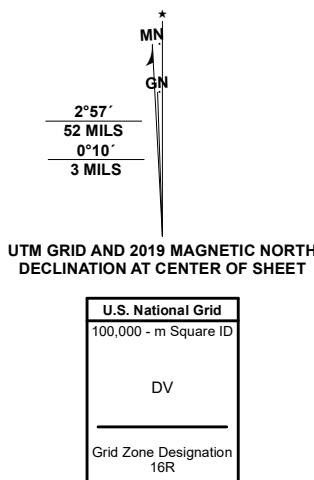 ★
MN
GN
2°57´
52 MILS
0°10´
3 MILS
UTM GRID AND 2019 MAGNETIC NORTH
DECLINATION AT CENTER OF SHEET
U.S. National Grid
100,000 - m Square ID
DV
Grid Zone Designation
16R